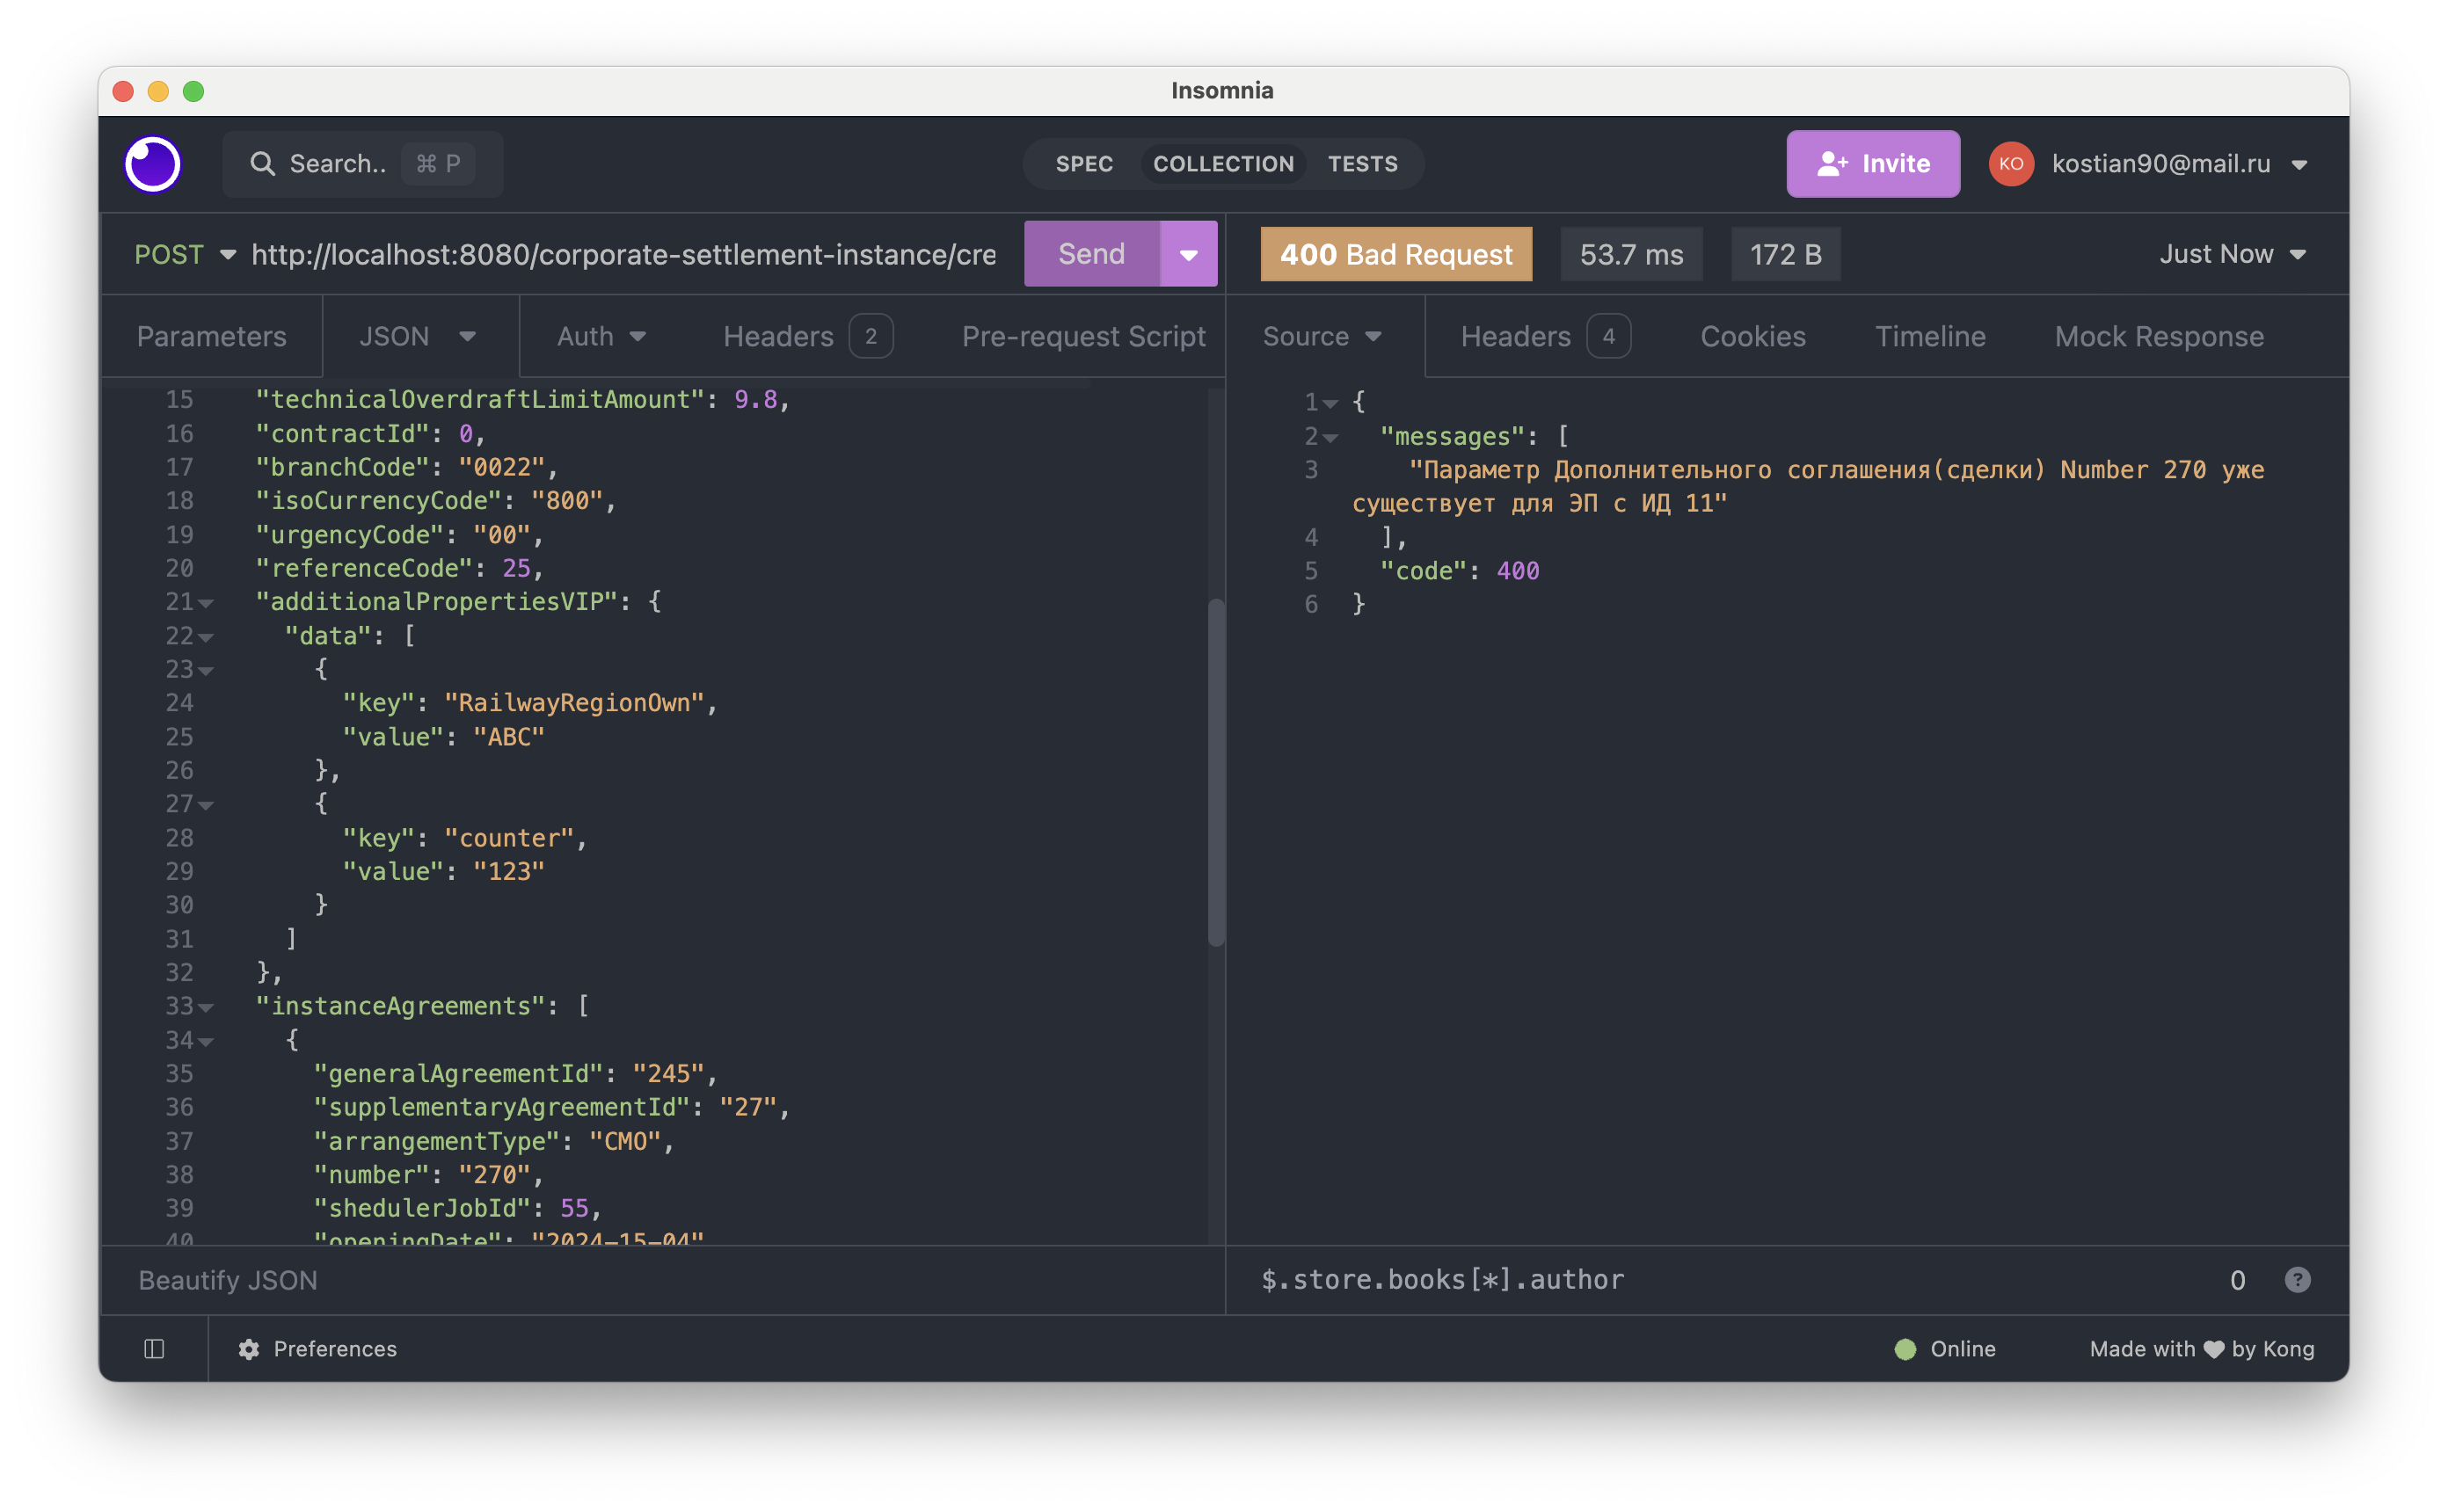 Insomnia
Search.. ⌘ P
SPEC COLLECTION TESTS
Invite
KO kostian90@mail.ru
POST http://localhost:8080/corporate-settlement-instance/cre Send
400 Bad Request 53.7 ms 172 B Just Now
Parameters JSON Auth Headers 2 Pre-request Script
Source Headers 4 Cookies Timeline Mock Response
15 "technicalOverdraftLimitAmount": 9.8,
16 "contractId": 0,
17 "branchCode": "0022",
18 "isoCurrencyCode": "800",
19 "urgencyCode": "00",
20 "referenceCode": 25,
21 "additionalPropertiesVIP": {
22 "data": [
23 {
24 "key": "RailwayRegionOwn",
25 "value": "ABC"
26 },
27 {
28 "key": "counter",
29 "value": "123"
30 }
31 ]
32 },
33 "instanceAgreements": [
34 {
35 "generalAgreementId": "245",
36 "supplementaryAgreementId": "27",
37 "arrangementType": "CMO",
38 "number": "270",
39 "shedulerJobId": 55,
40 "openingDate": "2024-15-04"
1 {
2 "messages": [
3 "Параметр Дополнительного соглашения(сделки) Number 270 уже
существует для ЭП с ИД 11"
4 ],
5 "code": 400
6 }
Beautify JSON
$.store.books[*].author 0 ?
Preferences
Online Made with ♥ by Kong